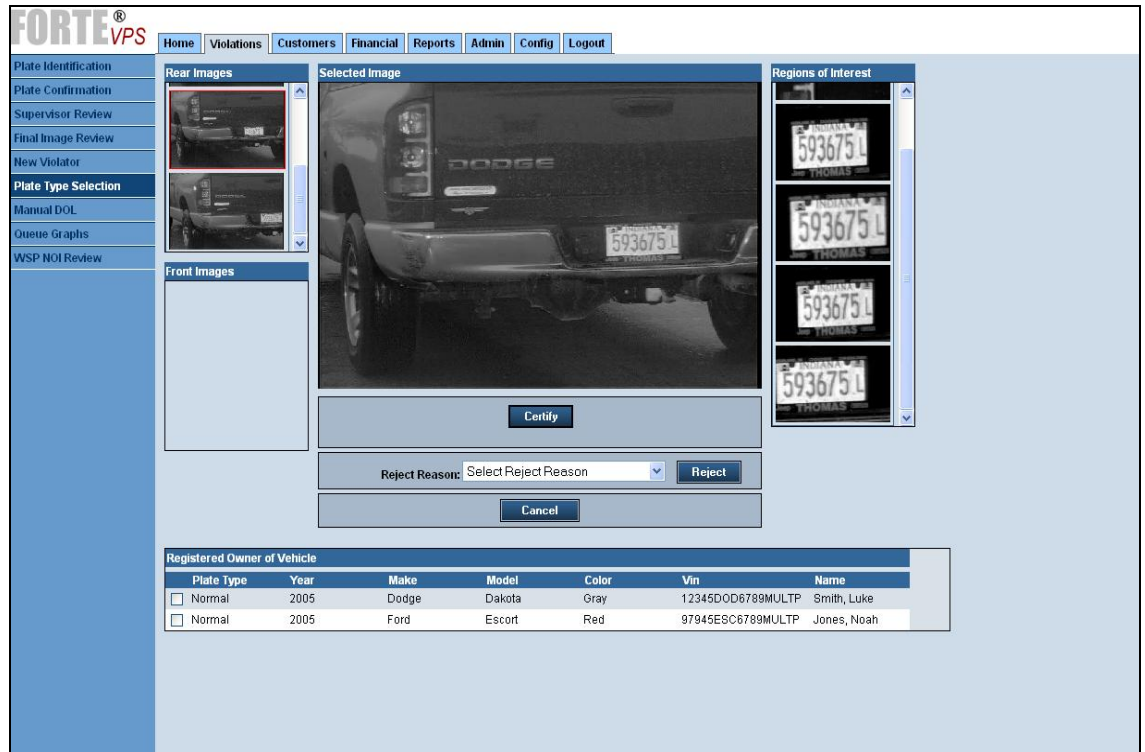 FORTE® VPS
Home Violations Customers Financial Reports Admin Config Logout
Plate Identification
Plate Confirmation
Supervisor Review
Final Image Review
New Violator
Plate Type Selection
Manual DOL
Queue Graphs
WSP NOI Review
Rear Images
Front Images
Selected Image
DODGE
593675 L
Regions of Interest
INDIANA
593675 L
THOMAS
INDIANA
593675 L
THOMAS
INDIANA
593675 L
Jeep THOMAS
INDIANA
593675 L
THOMAS
Certify
Reject Reason: Select Reject Reason Reject
Cancel
Registered Owner of Vehicle
Plate Type Year Make Model Color Vin Name
Normal 2005 Dodge Dakota Gray 12345DOD6789MULTP Smith, Luke
Normal 2005 Ford Escort Red 97945ESC6789MULTP Jones, Noah